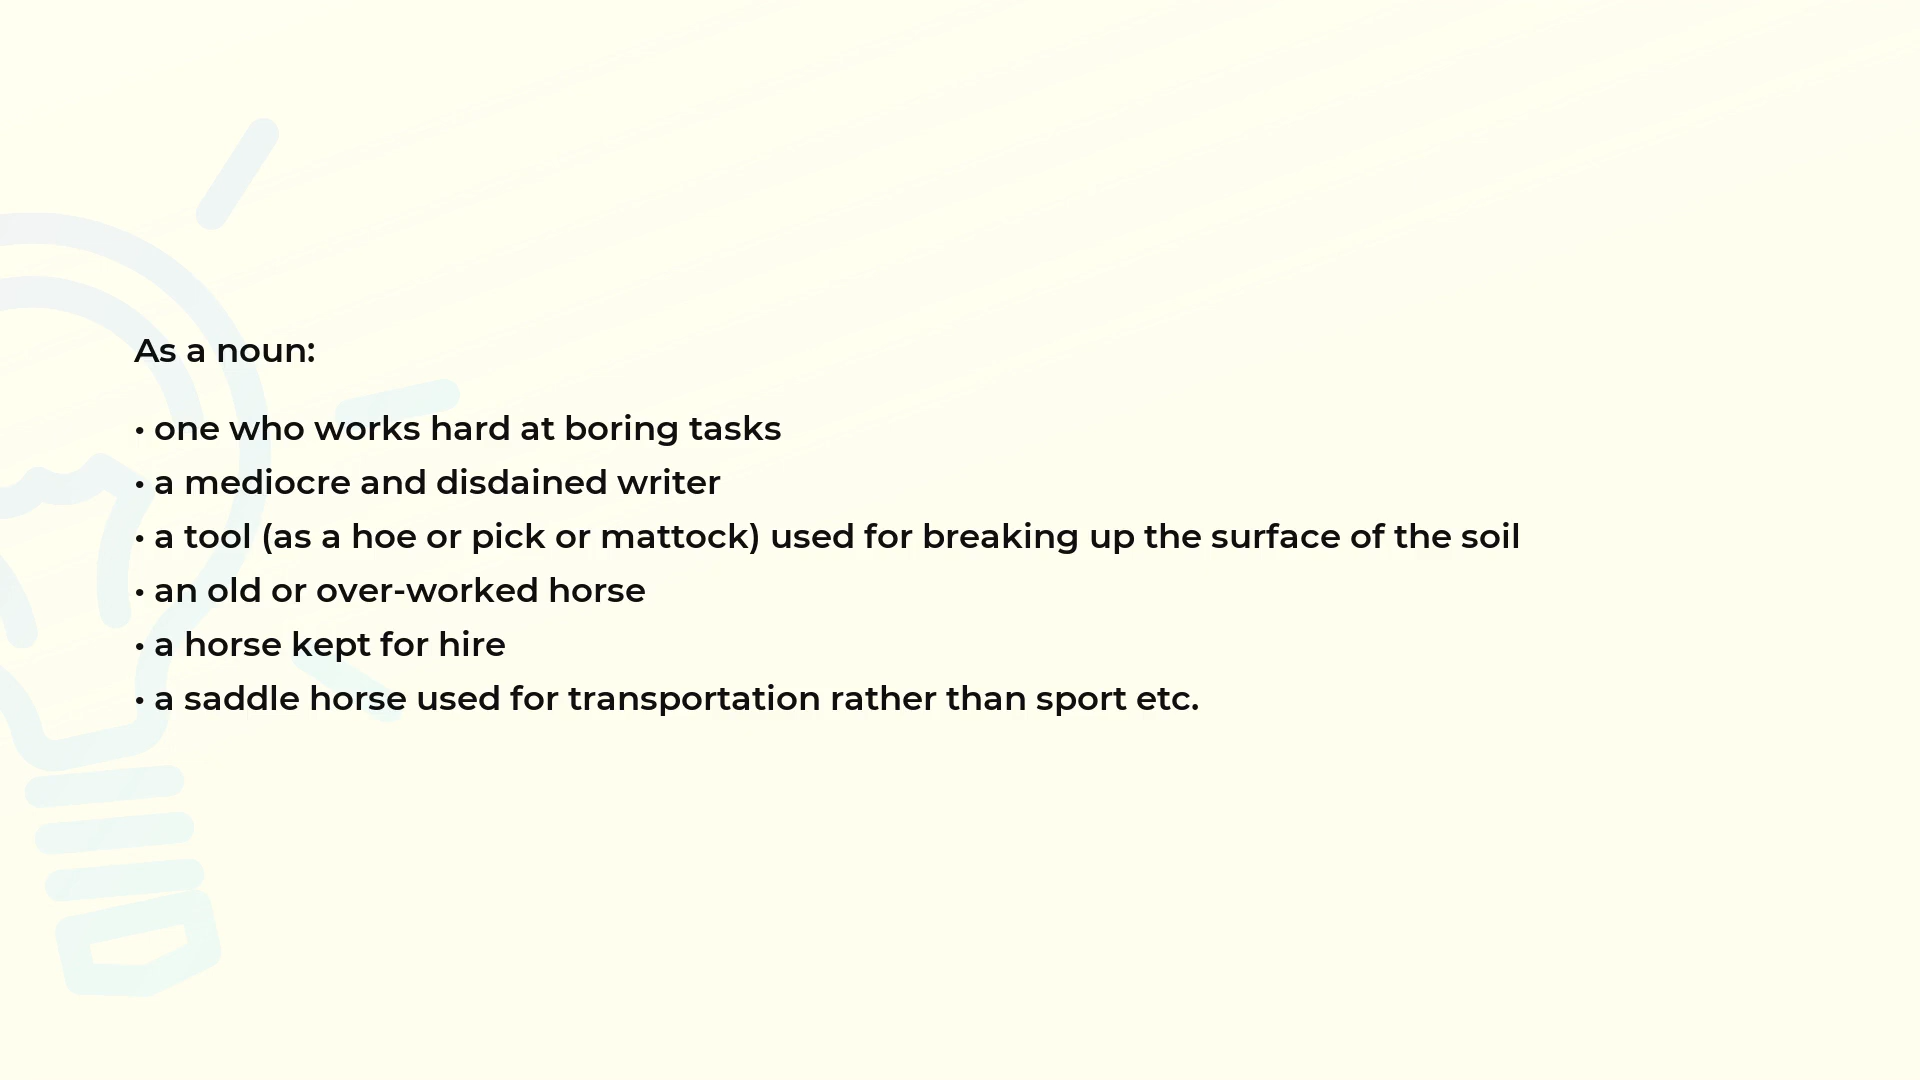 As a noun:
• one who works hard at boring tasks
• a mediocre and disdained writer
• a tool (as a hoe or pick or mattock) used for breaking up the surface of the soil
• an old or over-worked horse
• a horse kept for hire
• a saddle horse used for transportation rather than sport etc.